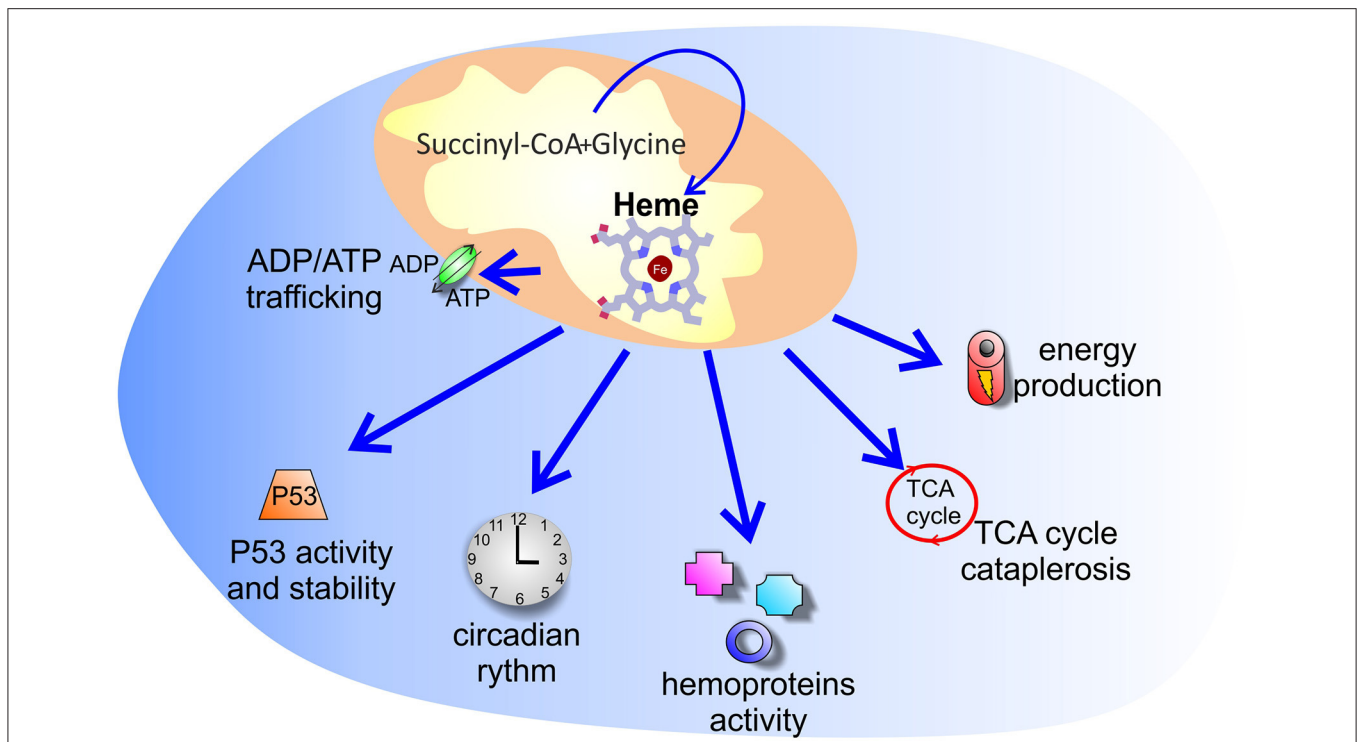 Succinyl-CoA+Glycine
Heme
Fe
ADP/ATP
trafficking
ADP
ATP
energy
production
P53
P53 activity
and stability
12
1
2
3
4
5
6
7
8
9
10
11
circadian
rythm
hemoproteins
activity
TCA
cycle
TCA cycle
cataplerosis